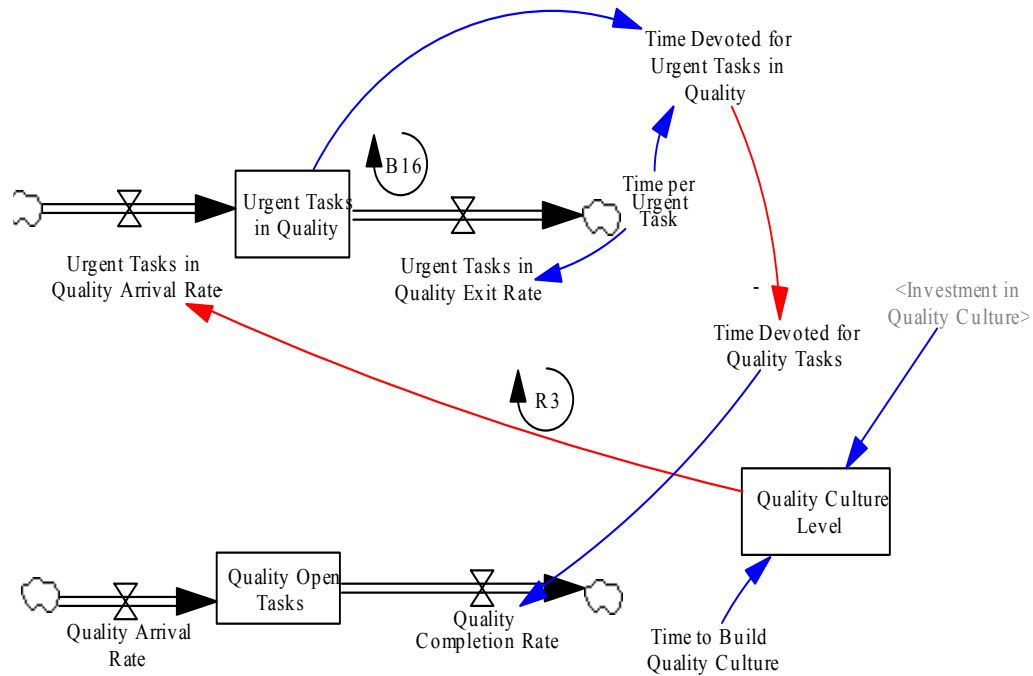 Time Devoted for
Urgent Tasks in
Quality
B16
Urgent Tasks
in Quality
Time per
Urgent
Task
Urgent Tasks in
Quality Arrival Rate-
Urgent Tasks in
Quality Exit Rate
-
<Investment in
Quality Culture>
Time Devoted for
Quality Tasks
R3
Quality Culture
Level
Quality Open
Tasks
Quality Arrival
Rate
Quality
Completion Rate
Time to Build
Quality Culture